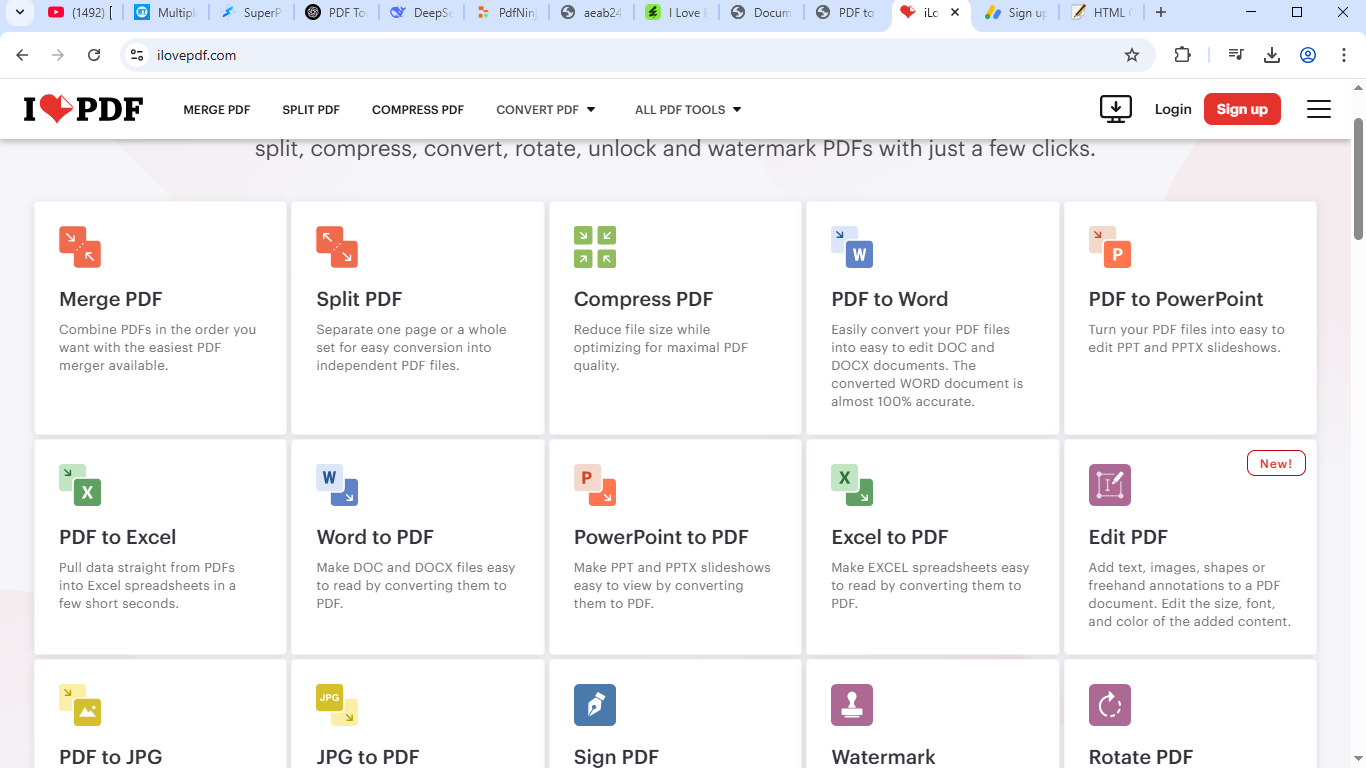 (1492) [
Multipl
SuperP
PDF To
DeepSe
PdfNinj
aeab24
I Love P
Docum
PDF to
iLo
Sign up
HTML
ilovepdf.com
I PDF
MERGE PDF
SPLIT PDF
COMPRESS PDF
CONVERT PDF
ALL PDF TOOLS
Login
Sign up
split, compress, convert, rotate, unlock and watermark PDFs with just a few clicks.
Merge PDF
Combine PDFs in the order you
want with the easiest PDF
merger available.
Split PDF
Separate one page or a whole
set for easy conversion into
independent PDF files.
Compress PDF
Reduce file size while
optimizing for maximal PDF
quality.
W
PDF to Word
Easily convert your PDF files
into easy to edit DOC and
DOCX documents. The
converted WORD document is
almost 100% accurate.
P
PDF to PowerPoint
Turn your PDF files into easy to
edit PPT and PPTX slideshows.
X
PDF to Excel
Pull data straight from PDFs
into Excel spreadsheets in a
few short seconds.
W
Word to PDF
Make DOC and DOCX files easy
to read by converting them to
PDF.
P
PowerPoint to PDF
Make PPT and PPTX slideshows
easy to view by converting
them to PDF.
X
Excel to PDF
Make EXCEL spreadsheets easy
to read by converting them to
PDF.
New!
Edit PDF
Add text, images, shapes or
freehand annotations to a PDF
document. Edit the size, font,
and color of the added content.
PDF to JPG
JPG
JPG to PDF
Sign PDF
Watermark
Rotate PDF